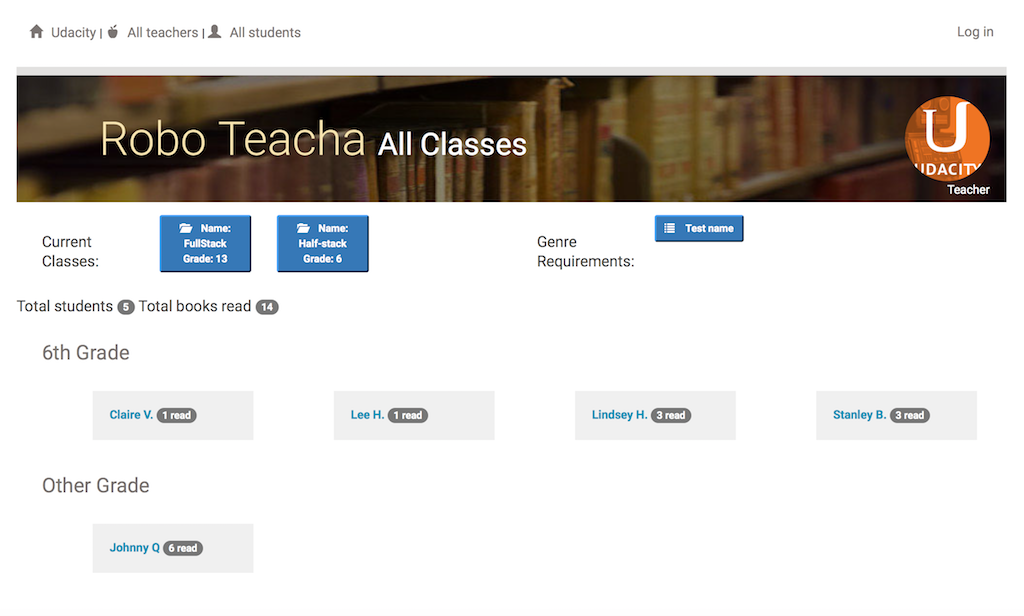 Udacity | All teachers | All students
Log in
Robo Teacha All Classes
UDACITY
Teacher
Current
Classes:
Name:
FullStack
Grade: 13
Name:
Half-stack
Grade: 6
Genre
Requirements:
Test name
Total students 5 Total books read 14
6th Grade
Claire V. 1 read
Lee H. 1 read
Lindsey H. 3 read
Stanley B. 3 read
Other Grade
Johnny Q 6 read